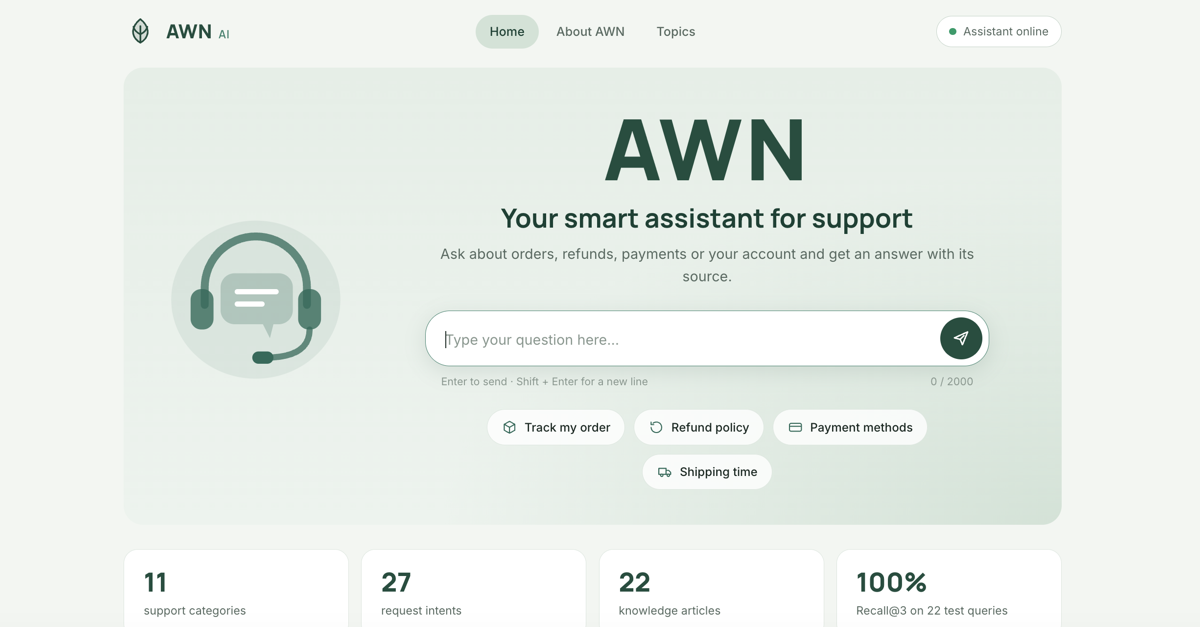 AWN AI
Home
About AWN
Topics
Assistant online
AWN
Your smart assistant for support
Ask about orders, refunds, payments or your account and get an answer with its
source.
Type your question here...
Enter to send · Shift + Enter for a new line
0 / 2000
Track my order
Refund policy
Payment methods
Shipping time
11
support categories
27
request intents
22
knowledge articles
100%
Recall@3 on 22 test queries